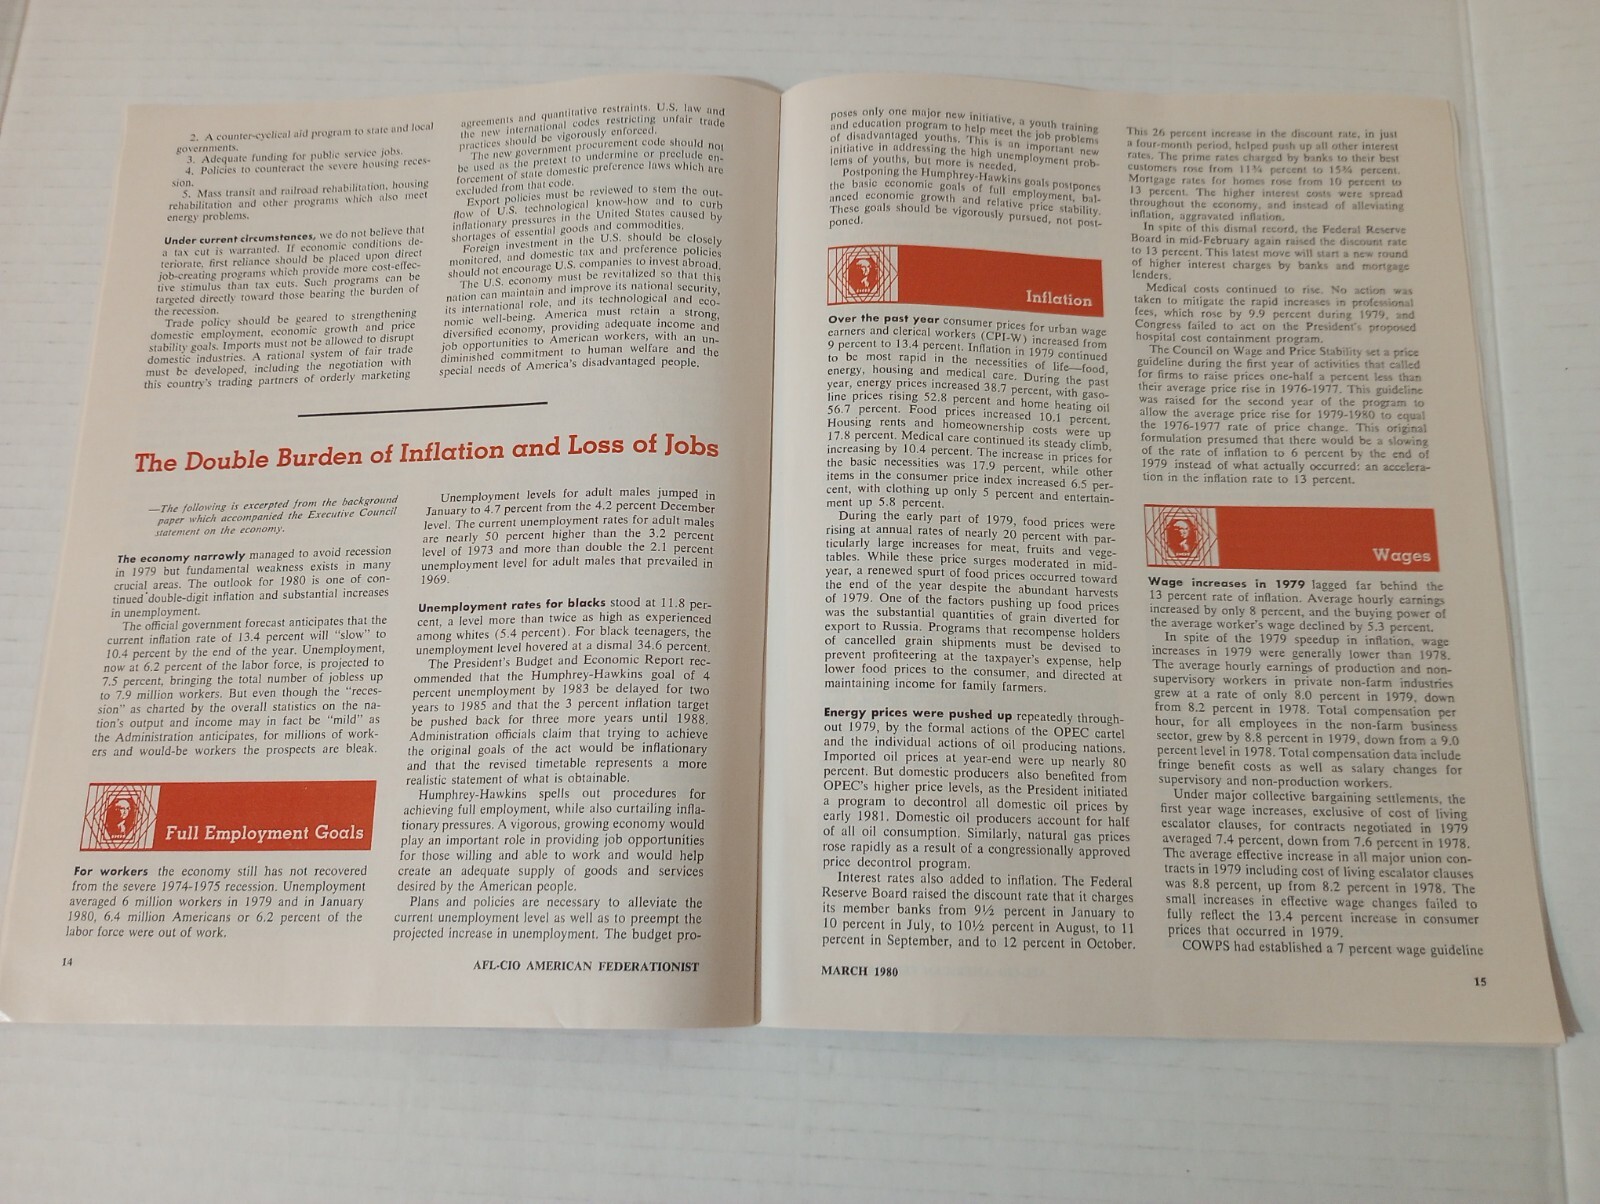 2. A counter-cyclical aid program to state and local
governments.
3. Adequate funding for public service jobs.
4. Policies to counteract the severe housing reces-
sion.
5. Mass transit and railroad rehabilitation, housing
rehabilitation and other programs which also meet
energy problems.
Under current circumstances, we do not believe that
a tax cut is warranted. If economic conditions de-
teriorate, first reliance should be placed upon direct
job-creating programs which provide more cost-effec-
tive stimulus than tax cuts. Such programs can be
targeted directly toward those bearing the burden of
the recession.
Trade policy should be geared to strengthening
domestic employment, economic growth and price
stability goals. Imports must not be allowed to disrupt
domestic industries. A rational system of fair trade
must be developed, including the negotiation with
this country's trading partners of orderly marketing
agreements and quantitative restraints. U.S. law and
the new international codes restricting unfair trade
practices should be vigorously enforced.
The new government procurement code should not
be used as the pretext to undermine or preclude en-
forcement of state domestic preference laws which are
excluded from that code.
Export policies must be reviewed to stem the out-
flow of U.S. technological know-how and to curb
inflationary pressures in the United States caused by
shortages of essential goods and commodities.
Foreign investment in the U.S. should be closely
monitored, and domestic tax and preference policies
should not encourage U.S. companies to invest abroad.
The U.S. economy must be revitalized so that this
nation can maintain and improve its national security,
its international role, and its technological and eco-
nomic well-being. America must retain a strong,
diversified economy, providing adequate income and
job opportunities to American workers, with an un-
diminished commitment to human welfare and the
special needs of America's disadvantaged people.
The Double Burden of Inflation and Loss of Jobs
—The following is excerpted from the background
paper which accompanied the Executive Council
statement on the economy.
The economy narrowly managed to avoid recession
in 1979 but fundamental weakness exists in many
crucial areas. The outlook for 1980 is one of con-
tinued double-digit inflation and substantial increases
in unemployment.
The official government forecast anticipates that the
current inflation rate of 13.4 percent will "slow" to
10.4 percent by the end of the year. Unemployment,
now at 6.2 percent of the labor force, is projected to
7.5 percent, bringing the total number of jobless up
to 7.9 million workers. But even though the "reces-
sion" as charted by the overall statistics on the na-
tion's output and income may in fact be "mild" as
the Administration anticipates, for millions of work-
ers and would-be workers the prospects are bleak.
Full Employment Goals
For workers the economy still has not recovered
from the severe 1974-1975 recession. Unemployment
averaged 6 million workers in 1979 and in January
1980, 6.4 million Americans or 6.2 percent of the
labor force were out of work.
Unemployment levels for adult males jumped in
January to 4.7 percent from the 4.2 percent December
level. The current unemployment rates for adult males
are nearly 50 percent higher than the 3.2 percent
level of 1973 and more than double the 2.1 percent
unemployment level for adult males that prevailed in
1969.
Unemployment rates for blacks stood at 11.8 per-
cent, a level more than twice as high as experienced
among whites (5.4 percent). For black teenagers, the
unemployment level hovered at a dismal 34.6 percent.
The President's Budget and Economic Report rec-
ommended that the Humphrey-Hawkins goal of 4
percent unemployment by 1983 be delayed for two
years to 1985 and that the 3 percent inflation target
be pushed back for three more years until 1988.
Administration officials claim that trying to achieve
the original goals of the act would be inflationary
and that the revised timetable represents a more
realistic statement of what is obtainable.
Humphrey-Hawkins spells out procedures for
achieving full employment, while also curtailing infla-
tionary pressures. A vigorous, growing economy would
play an important role in providing job opportunities
for those willing and able to work and would help
create an adequate supply of goods and services
desired by the American people.
Plans and policies are necessary to alleviate the
current unemployment level as well as to preempt the
projected increase in unemployment. The budget pro-
14
AFL-CIO AMERICAN FEDERATIONIST
poses only one major new initiative, a youth training
and education program to help meet the job problems
of disadvantaged youths. This is an important new
initiative in addressing the high unemployment prob-
lems of youths, but more is needed.
Postponing the Humphrey-Hawkins goals postpones
the basic economic goals of full employment, bal-
anced economic growth and relative price stability.
These goals should be vigorously pursued, not post-
poned.
Inflation
Over the past year consumer prices for urban wage
earners and clerical workers (CPI-W) increased from
9 percent to 13.4 percent. Inflation in 1979 continued
to be most rapid in the necessities of life—food,
energy, housing and medical care. During the past
year, energy prices increased 38.7 percent, with gaso-
line prices rising 52.8 percent and home heating oil
56.7 percent. Food prices increased 10.1 percent.
Housing rents and homeownership costs were up
17.8 percent. Medical care continued its steady climb,
increasing by 10.4 percent. The increase in prices for
the basic necessities was 17.9 percent, while other
items in the consumer price index increased 6.5 per-
cent, with clothing up only 5 percent and entertain-
ment up 5.8 percent.
During the early part of 1979, food prices were
rising at annual rates of nearly 20 percent with par-
ticularly large increases for meat, fruits and vege-
tables. While these price surges moderated in mid-
year, a renewed spurt of food prices occurred toward
the end of the year despite the abundant harvests
of 1979. One of the factors pushing up food prices
was the substantial quantities of grain diverted for
export to Russia. Programs that recompense holders
of cancelled grain shipments must be devised to
prevent profiteering at the taxpayer's expense, help
lower food prices to the consumer, and directed at
maintaining income for family farmers.
Energy prices were pushed up repeatedly through-
out 1979, by the formal actions of the OPEC cartel
and the individual actions of oil producing nations.
Imported oil prices at year-end were up nearly 80
percent. But domestic producers also benefited from
OPEC's higher price levels, as the President initiated
a program to decontrol all domestic oil prices by
early 1981. Domestic oil producers account for half
of all oil consumption. Similarly, natural gas prices
rose rapidly as a result of a congressionally approved
price decontrol program.
Interest rates also added to inflation. The Federal
Reserve Board raised the discount rate that it charges
its member banks from 9½ percent in January to
10 percent in July, to 10½ percent in August, to 11
percent in September, and to 12 percent in October.
This 26 percent increase in the discount rate, in just
a four-month period, helped push up all other interest
rates. The prime rates charged by banks to their best
customers rose from 11¾ percent to 15¾ percent.
Mortgage rates for homes rose from 10 percent to
13 percent. The higher interest costs were spread
throughout the economy, and instead of alleviating
inflation, aggravated inflation.
In spite of this dismal record, the Federal Reserve
Board in mid-February again raised the discount rate
to 13 percent. This latest move will start a new round
of higher interest charges by banks and mortgage
lenders.
Medical costs continued to rise. No action was
taken to mitigate the rapid increases in professional
fees, which rose by 9.9 percent during 1979, and
Congress failed to act on the President's proposed
hospital cost containment program.
The Council on Wage and Price Stability set a price
guideline during the first year of activities that called
for firms to raise prices one-half a percent less than
their average price rise in 1976-1977. This guideline
was raised for the second year of the program to
allow the average price rise for 1979-1980 to equal
the 1976-1977 rate of price change. This original
formulation presumed that there would be a slowing
of the rate of inflation to 6 percent by the end of
1979 instead of what actually occurred: an accelera-
tion in the inflation rate to 13 percent.
Wages
Wage increases in 1979 lagged far behind the
13 percent rate of inflation. Average hourly earnings
increased by only 8 percent, and the buying power of
the average worker's wage declined by 5.3 percent.
In spite of the 1979 speedup in inflation, wage
increases in 1979 were generally lower than 1978.
The average hourly earnings of production and non-
supervisory workers in private non-farm industries
grew at a rate of only 8.0 percent in 1979, down
from 8.2 percent in 1978. Total compensation per
hour, for all employees in the non-farm business
sector, grew by 8.8 percent in 1979, down from a 9.0
percent level in 1978. Total compensation data include
fringe benefit costs as well as salary changes for
supervisory and non-production workers.
Under major collective bargaining settlements, the
first year wage increases, exclusive of cost of living
escalator clauses, for contracts negotiated in 1979
averaged 7.4 percent, down from 7.6 percent in 1978.
The average effective increase in all major union con-
tracts in 1979 including cost of living escalator clauses
was 8.8 percent, up from 8.2 percent in 1978. The
small increases in effective wage changes failed to
fully reflect the 13.4 percent increase in consumer
prices that occurred in 1979.
COWPS had established a 7 percent wage guideline
MARCH 1980
15